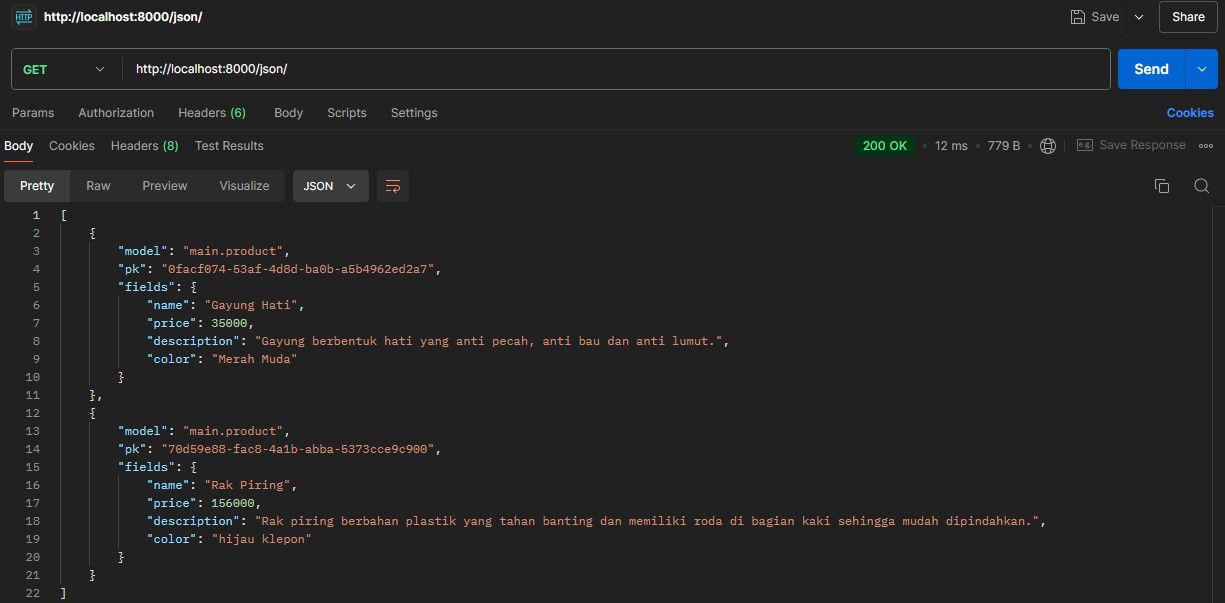 HTTP http://localhost:8000/json/ Save Share
GET http://localhost:8000/json/ Send
Params Authorization Headers (6) Body Scripts Settings Cookies
Body Cookies Headers (8) Test Results 200 OK • 12 ms • 779 B • e.g. Save Response
Pretty Raw Preview Visualize JSON
1 [
2 {
3 "model": "main.product",
4 "pk": "0facf074-53af-4d8d-ba0b-a5b4962ed2a7",
5 "fields": {
6 "name": "Gayung Hati",
7 "price": 35000,
8 "description": "Gayung berbentuk hati yang anti pecah, anti bau dan anti lumut.",
9 "color": "Merah Muda"
10 }
11 },
12 {
13 "model": "main.product",
14 "pk": "70d59e88-fac8-4a1b-abba-5373cce9c900",
15 "fields": {
16 "name": "Rak Piring",
17 "price": 156000,
18 "description": "Rak piring berbahan plastik yang tahan banting dan memiliki roda di bagian kaki sehingga mudah dipindahkan.",
19 "color": "hijau klepon"
20 }
21 }
22 ]